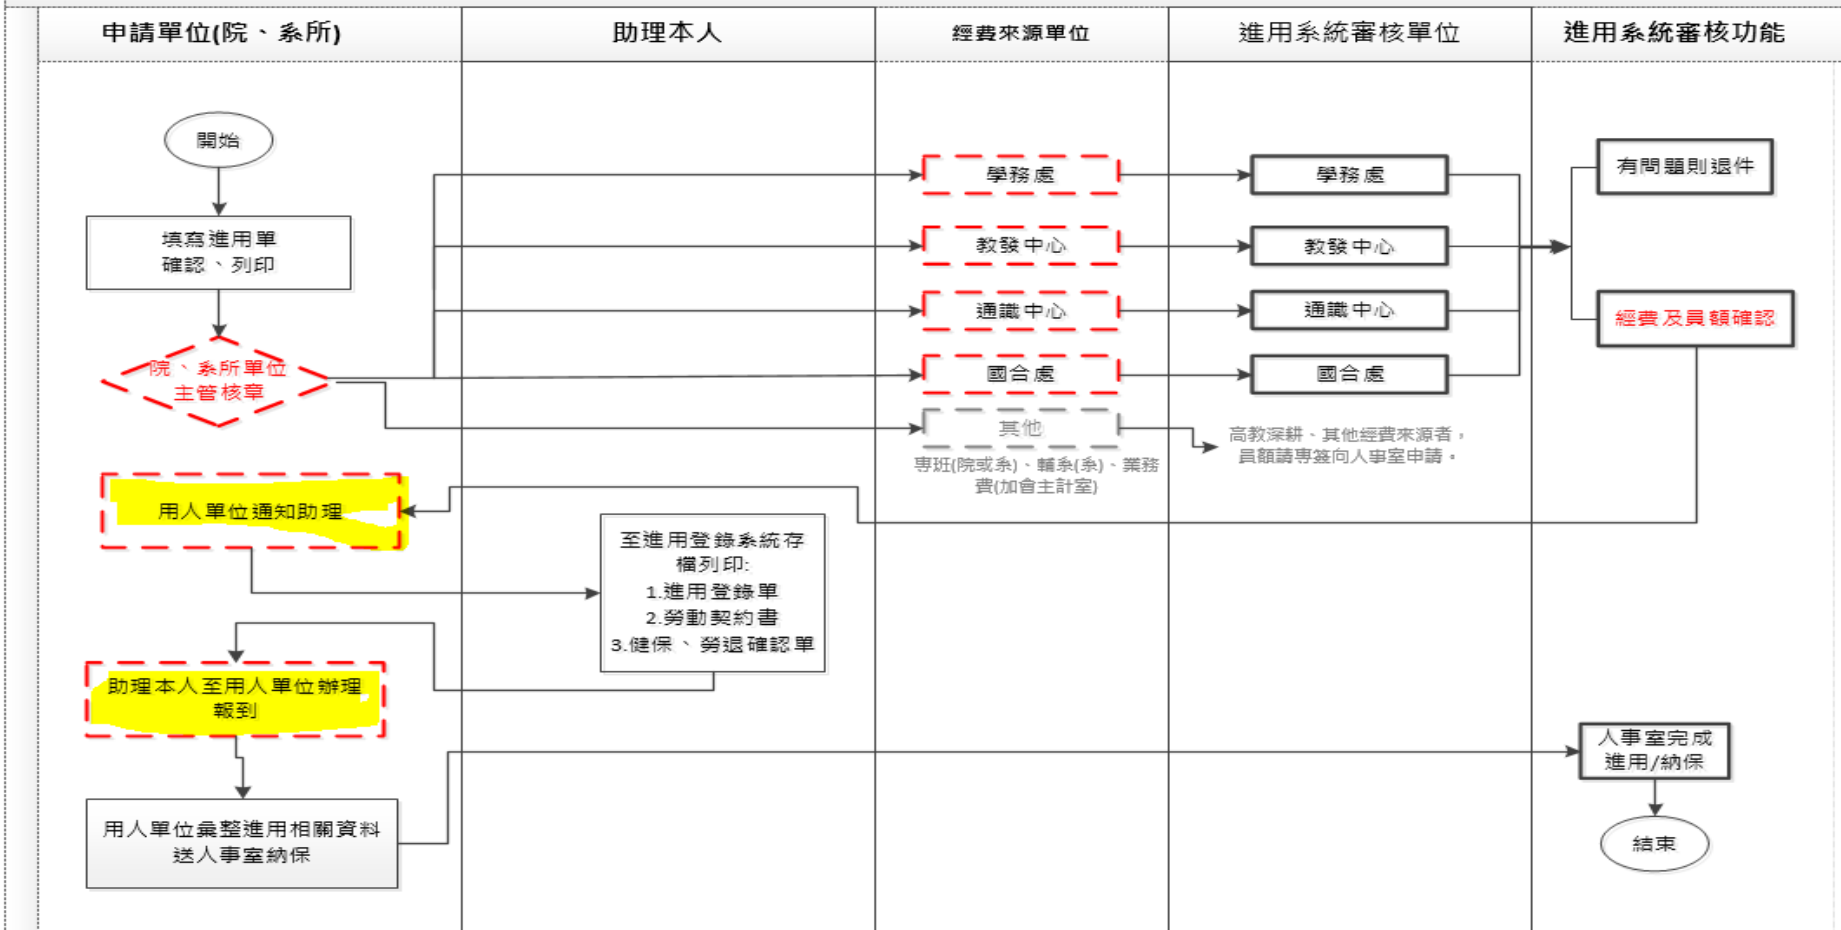 申請單位(院、系所)
助理本人
經費來源單位
進用系統審核單位
進用系統審核功能
開始
填寫進用單
確認、列印
院、系所單位
主管核章
學務處
教發中心
通識中心
國合處
其他
專班(院或系)、輔系(系)、業務
費(加會主計室)
學務處
教發中心
通識中心
國合處
高教深耕、其他經費來源者，
員額請專簽向人事室申請。
有問題則退件
經費及員額確認
用人單位通知助理
至進用登錄系統存
檔列印:
1.進用登錄單
2.勞動契約書
3.健保、勞退確認單
助理本人至用人單位辦理
報到
用人單位彙整進用相關資料
送人事室納保
人事室完成
進用/納保
結束